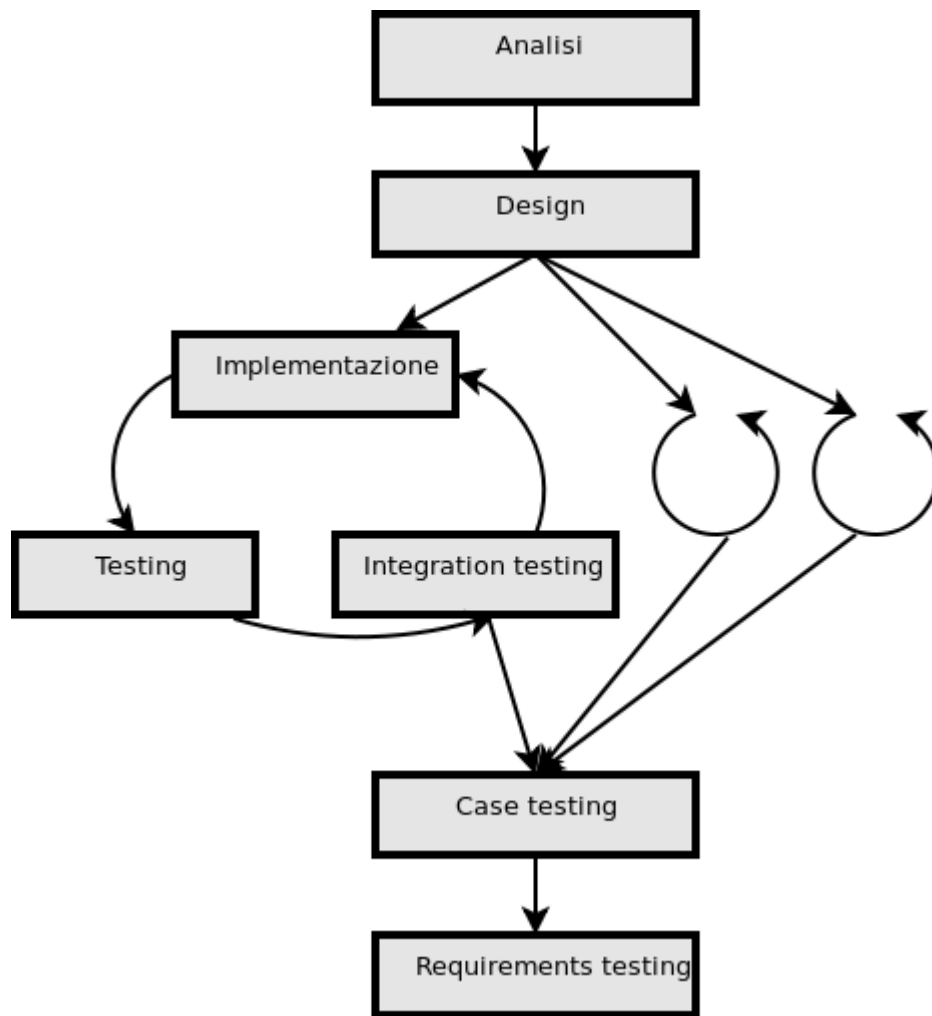 Analisi
Design
Implementazione
Testing
Integration testing
Case testing
Requirements testing